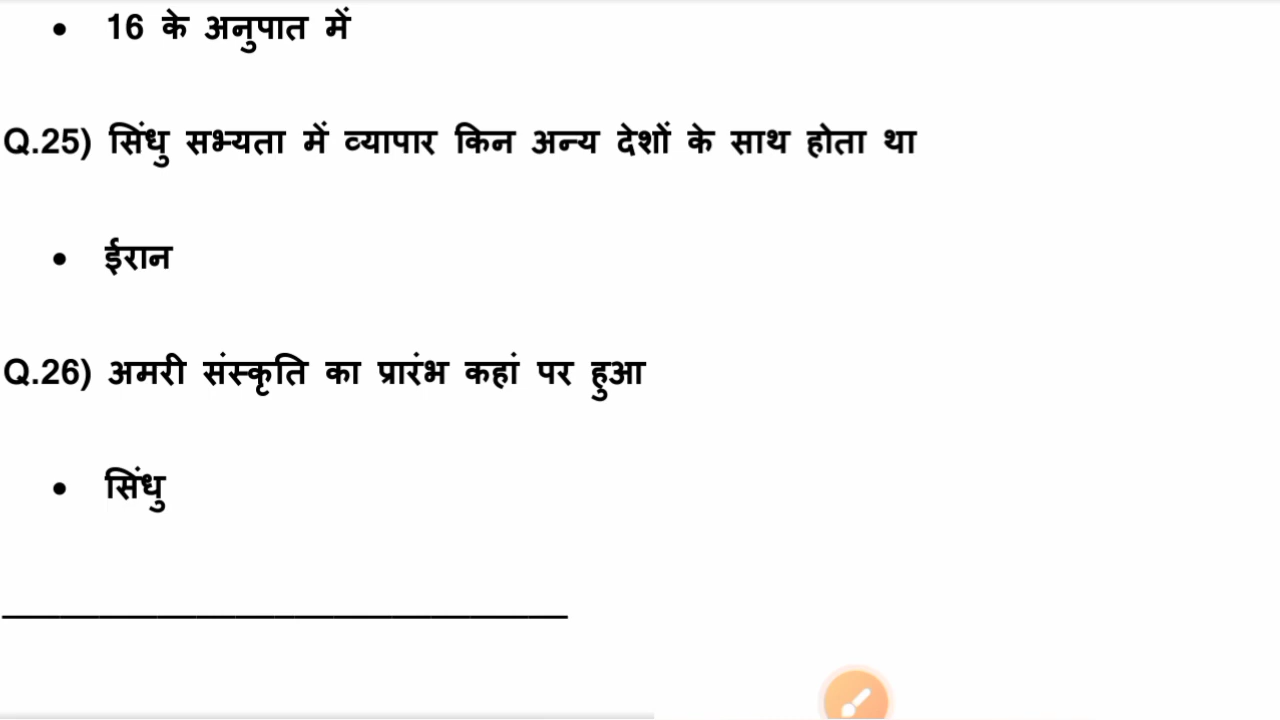 • 16 के अनुपात में
Q.25) सिंधु सभ्यता में व्यापार किन अन्य देशों के साथ होता था
• ईरान
Q.26) अमरी संस्कृति का प्रारंभ कहां पर हुआ
• सिंधु